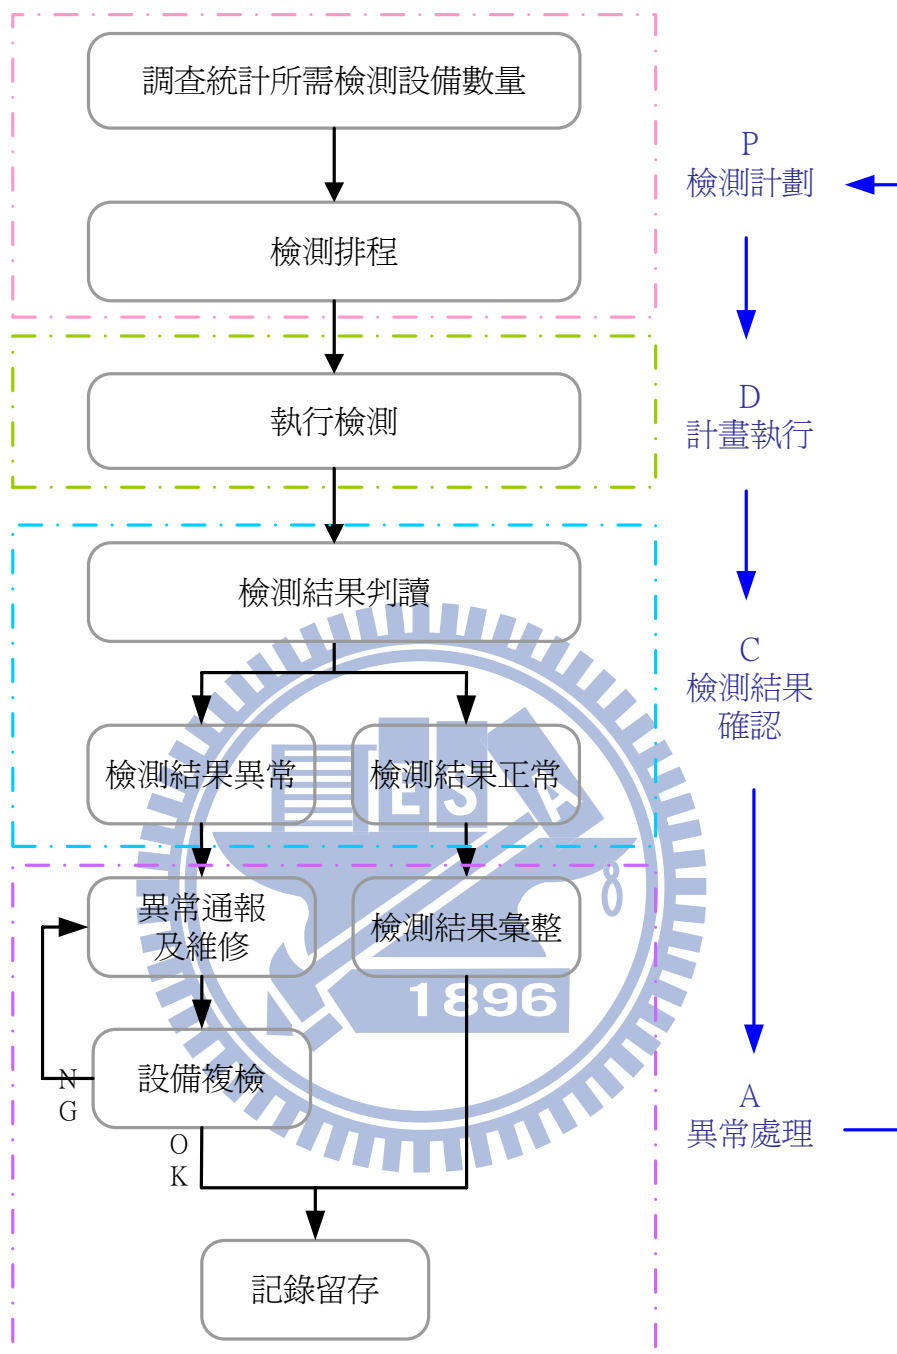 調查統計所需檢測設備數量
P
檢測計劃
檢測排程
執行檢測
D
計畫執行
檢測結果判讀
C
檢測結果
確認
檢測結果異常
檢測結果正常
E S A
異常通報
及維修
檢測結果彙整
8
1896
設備複檢
N
G
A
異常處理
O
K
記錄留存